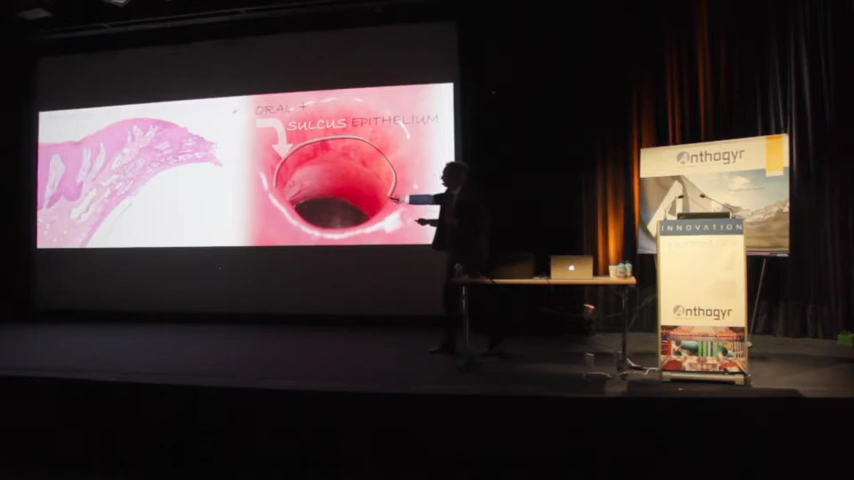 ORAL +
SULCUS EPITHELIUM
Anthogyr
INNOVATION
Anthogyr